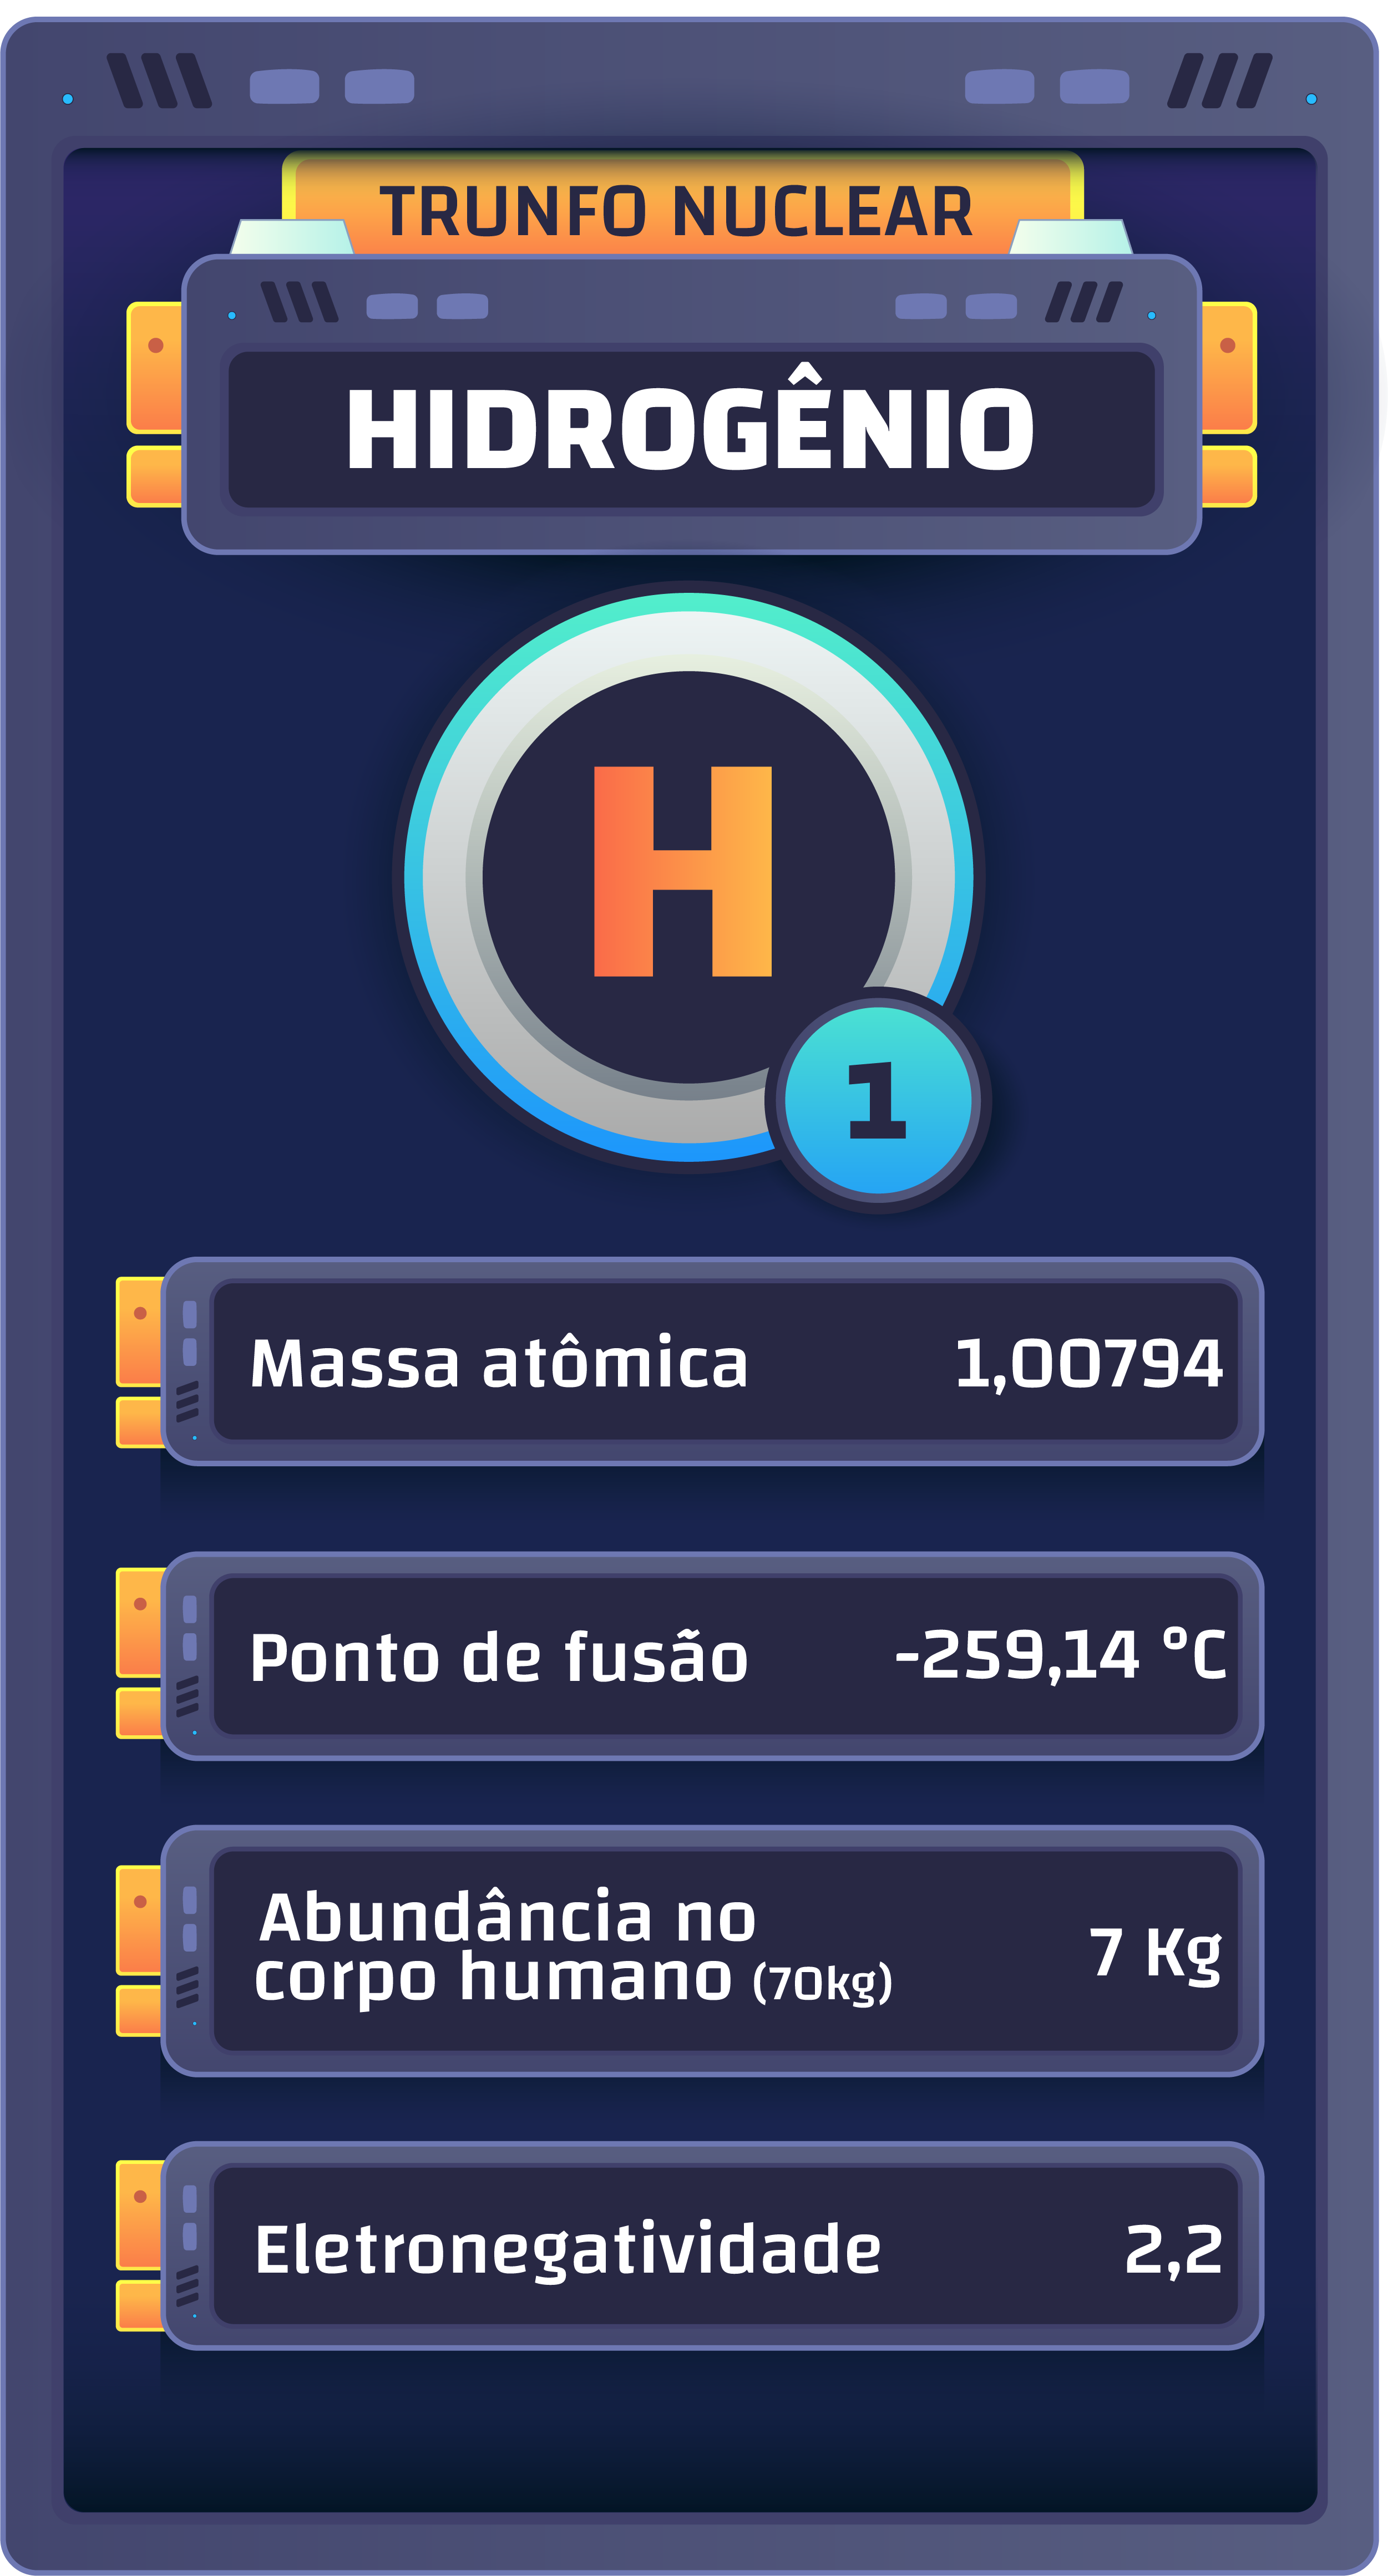 TRUNFO NUCLEAR
HIDROGÊNIO
H
1
Massa atômica 1,00794
Ponto de fusão -259,14 °C
Abundância no
corpo humano (70kg) 7 Kg
Eletronegatividade 2,2